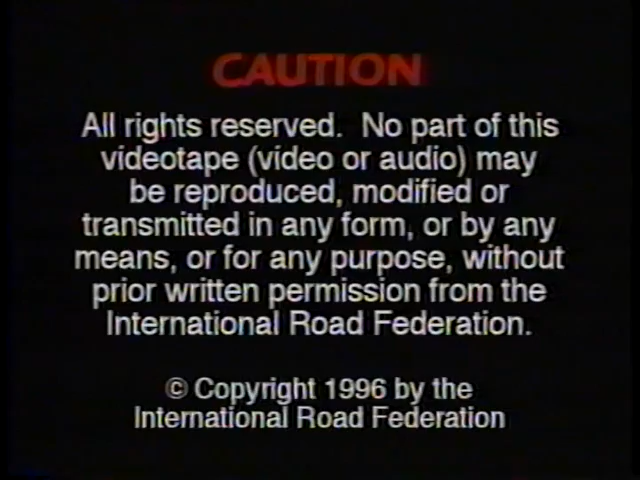 CAUTION
All rights reserved.  No part of this
videotape (video or audio) may
be reproduced, modified or
transmitted in any form, or by any
means, or for any purpose, without
prior written permission from the
International Road Federation.
© Copyright 1996 by the
International Road Federation